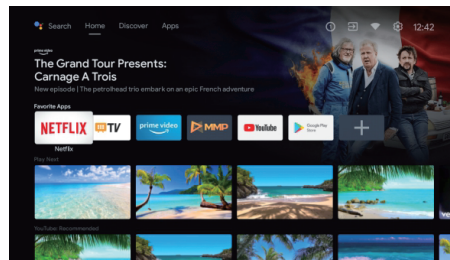 Search Home Discover Apps 12:42
prime video
The Grand Tour Presents:
Carnage A Trois
New episode | The petrolhead trio embark on an epic French adventure
Favorite Apps
NETFLIX TV prime video MMP YouTube Google Play Store
Netflix
Play Next
YouTube: Recommended